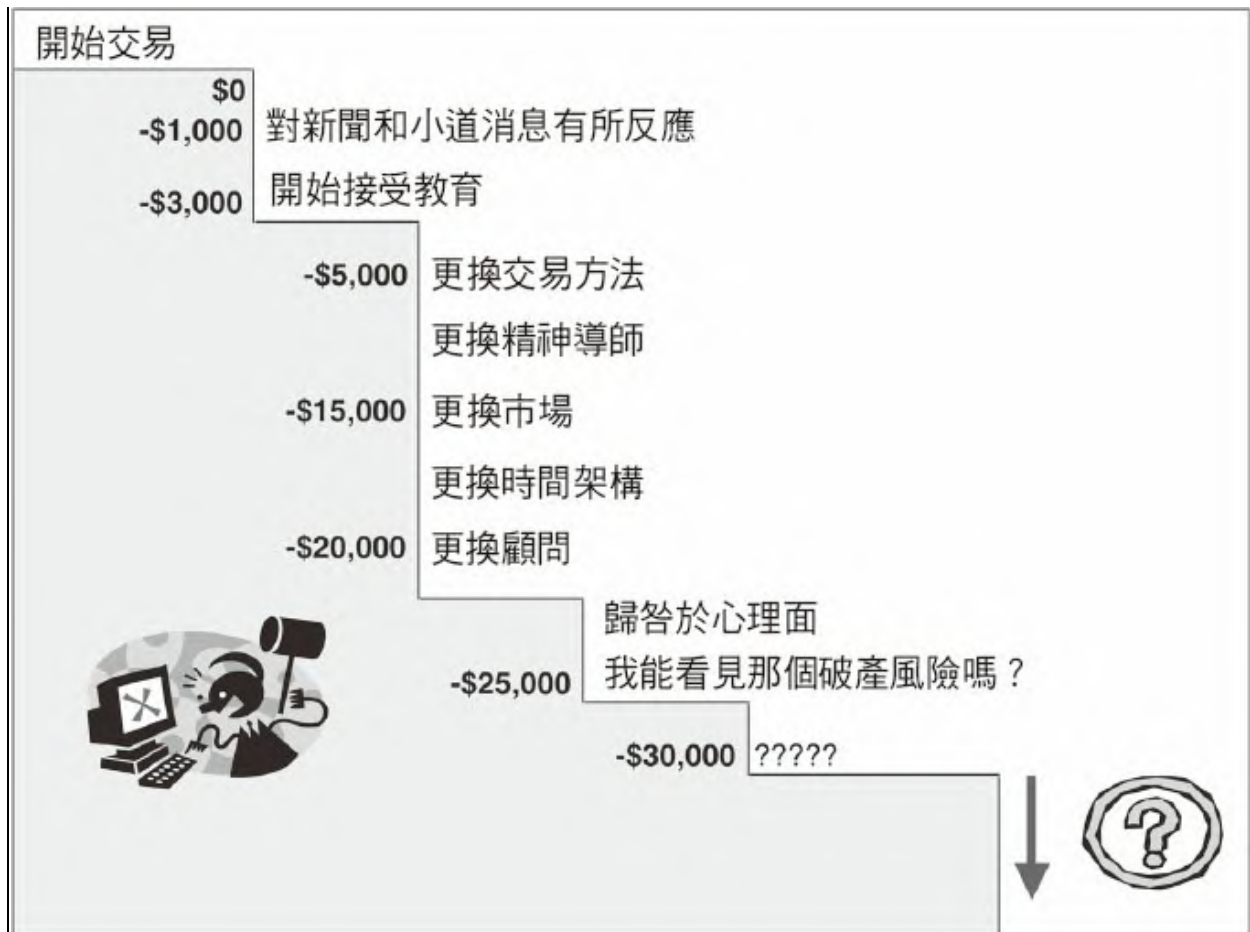 開始交易
$0
-$1,000 對新聞和小道消息有所反應
-$3,000 開始接受教育
-$5,000 更換交易方法
更換精神導師
-$15,000 更換市場
更換時間架構
-$20,000 更換顧問
歸咎於心理面
-$25,000 我能看見那個破產風險嗎？
-$30,000 ?????
?